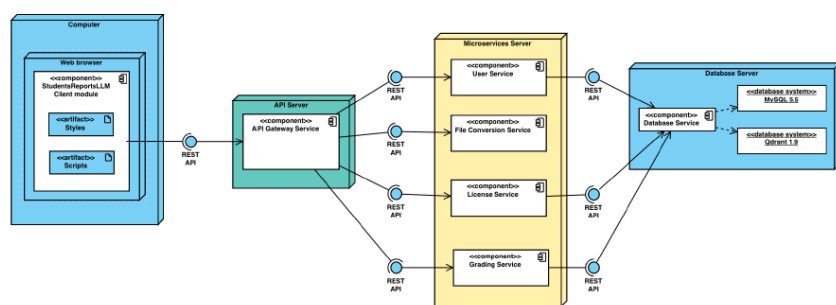 Computer
Web browser
<<component>>
StudentsReportsLLM
Client module
<<artifact>>
Styles
<<artifact>>
Scripts
REST
API
API Server
<<component>>
API Gateway Service
REST
API
REST
API
REST
API
REST
API
Microservices Server
<<component>>
User Service
<<component>>
File Conversion Service
<<component>>
License Service
<<component>>
Grading Service
REST
API
REST
API
REST
API
Database Server
<<component>>
Database Service
<<database system>>
MySQL 5.5
<<database system>>
Qdrant 1.9